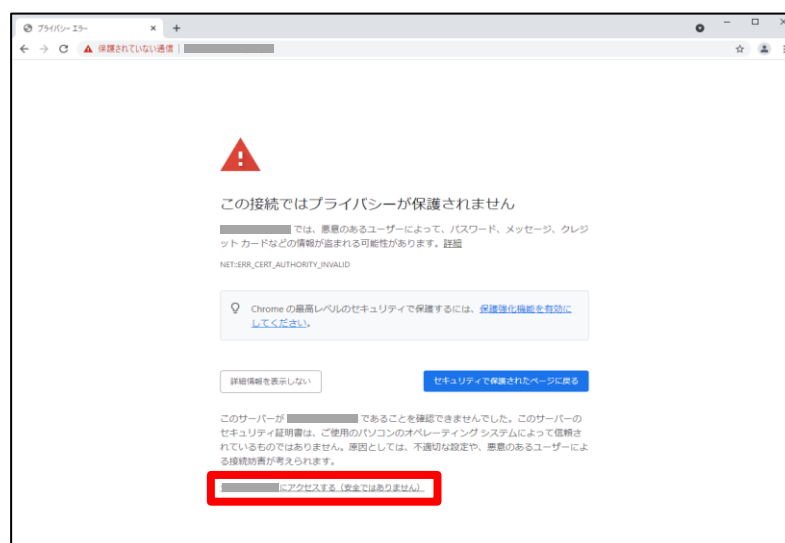 プライバシー エラー
保護されていない通信
この接続ではプライバシーが保護されません
では、悪意のあるユーザーによって、パスワード、メッセージ、クレジ
ット カードなどの情報が盗まれる可能性があります。詳細
NET::ERR_CERT_AUTHORITY_INVALID
Chrome の最高レベルのセキュリティで保護するには、保護強化機能を有効に
してください。
詳細情報を表示しない
セキュリティで保護されたページに戻る
このサーバーが であることを確認できませんでした。このサーバーの
セキュリティ証明書は、ご使用のパソコンのオペレーティング システムによって信頼さ
れているものではありません。原因としては、不適切な設定や、悪意のあるユーザーによ
る接続妨害が考えられます。
にアクセスする（安全ではありません）